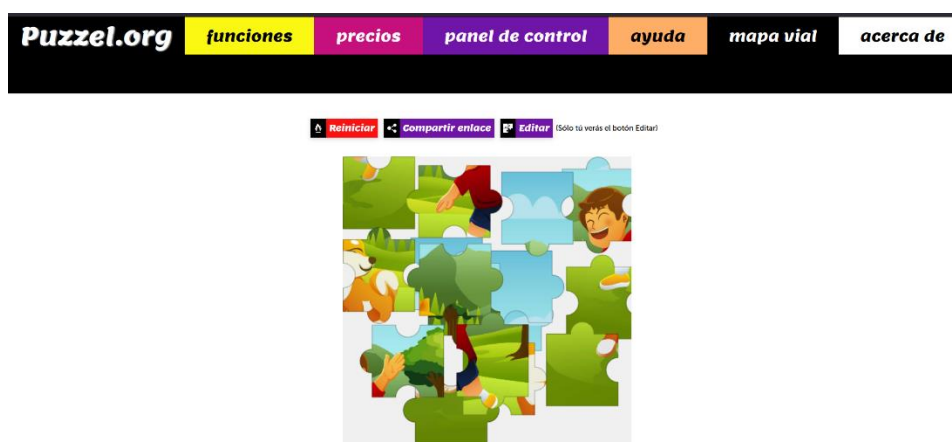 Puzzel.org funciones precios panel de control ayuda mapa vial acerca de
Reiniciar Compartir enlace Editar (Sólo tú verás el botón Editar)